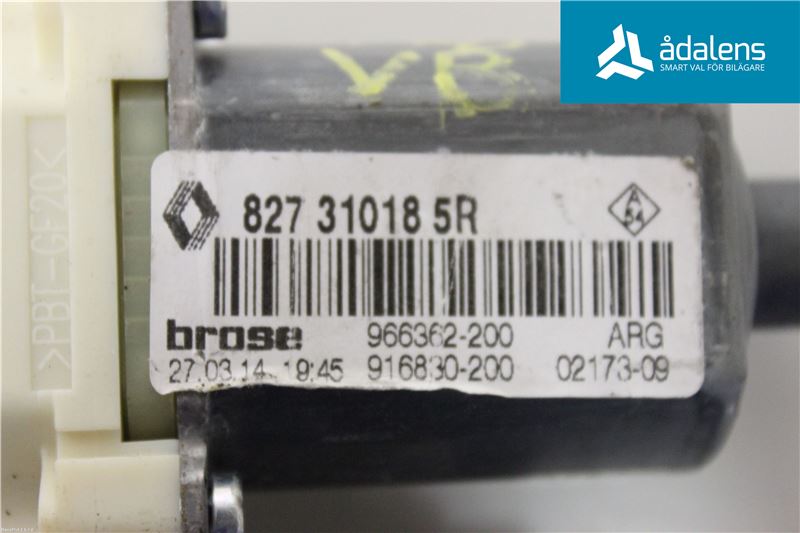 ådalens
SMART VAL FÖR BILÄGARE
VB
827 31018 5R
A
54
brose 966362-200 ARG
27.03.14 19:45 916830-200 02173-09
>PBT-GF20<